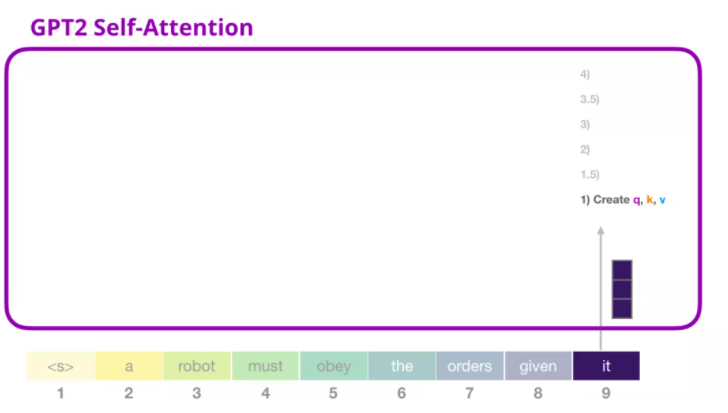 GPT2 Self-Attention
4)
3.5)
3)
2)
1.5)
1) Create q, k, v
<s> a robot must obey the orders given it
1 2 3 4 5 6 7 8 9